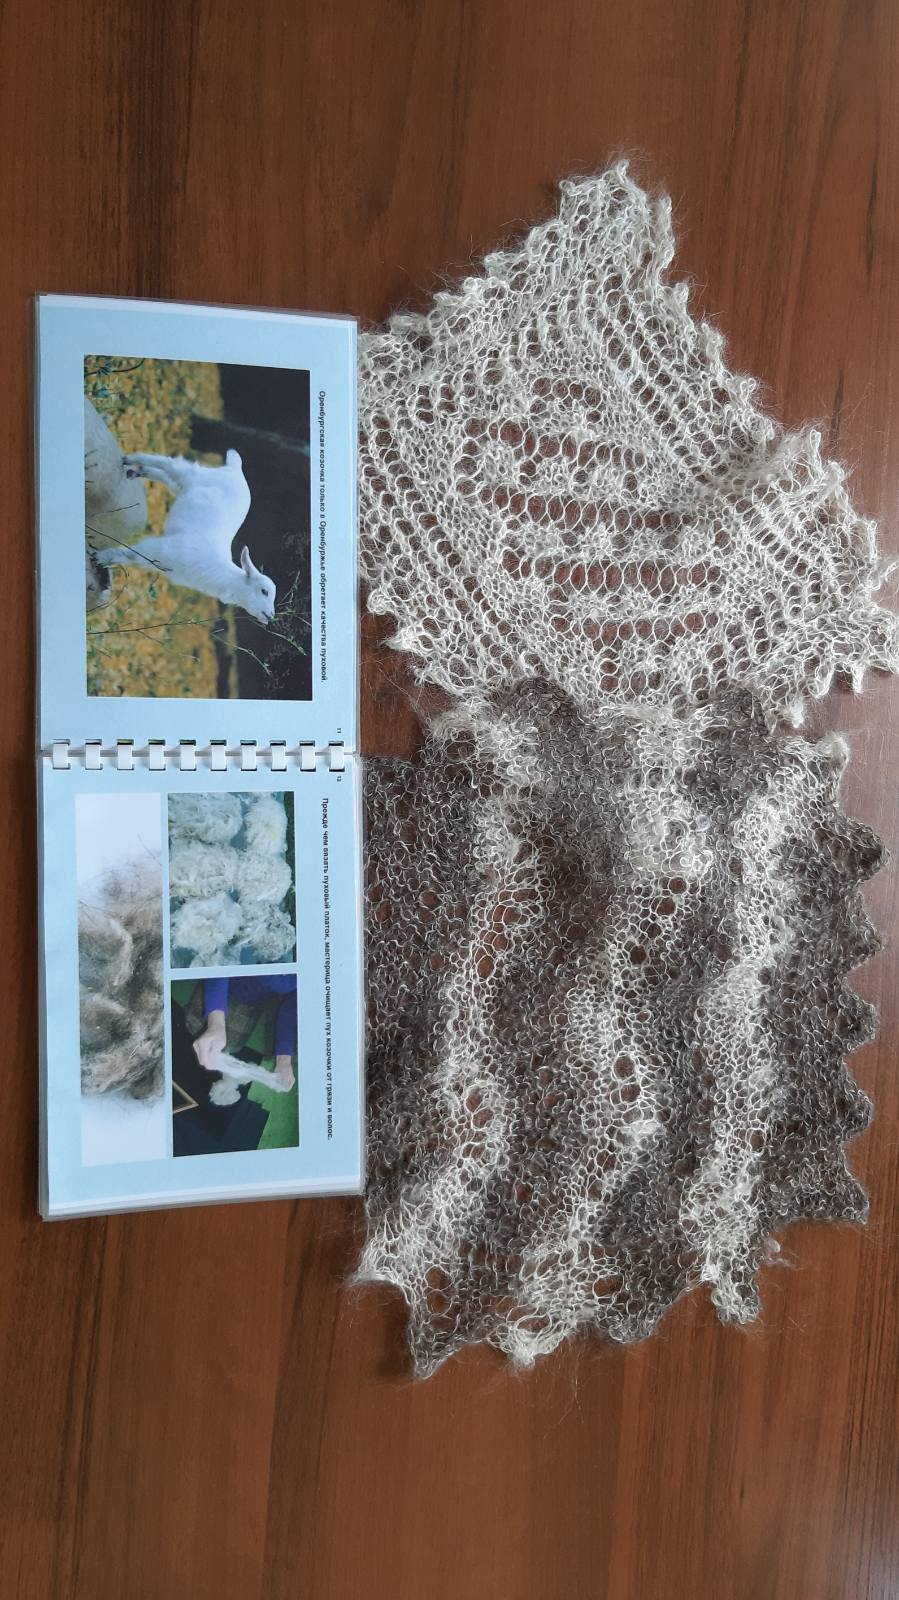 Оренбургская козочка только в Оренбуржье обретает качества пуховой.
11
12
Прежде чем вязать пуховый платок, мастерица очищает пух козочки от грязи и волос.